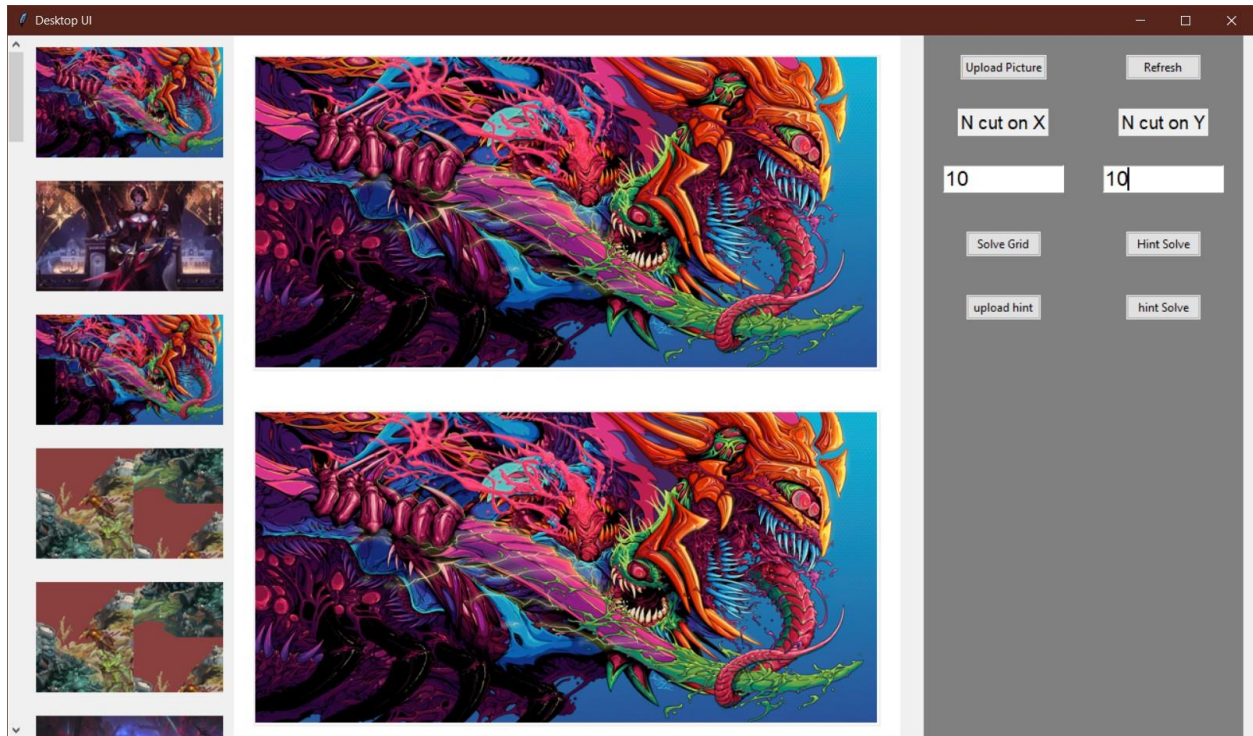 Desktop UI
Upload Picture
Refresh
N cut on X
N cut on Y
10
10
Solve Grid
Hint Solve
upload hint
hint Solve